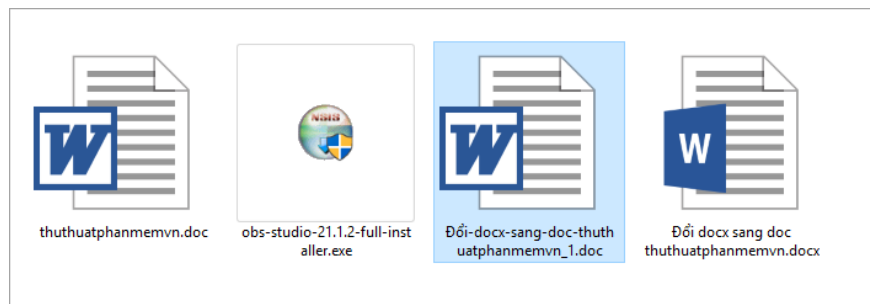 NSIS
W
W
W
thuthuatphanmemvn.doc
obs-studio-21.1.2-full-inst
aller.exe
Đổi-docx-sang-doc-thuth
uatphanmemvn_1.doc
Đổi docx sang doc
thuthuatphanmemvn.docx